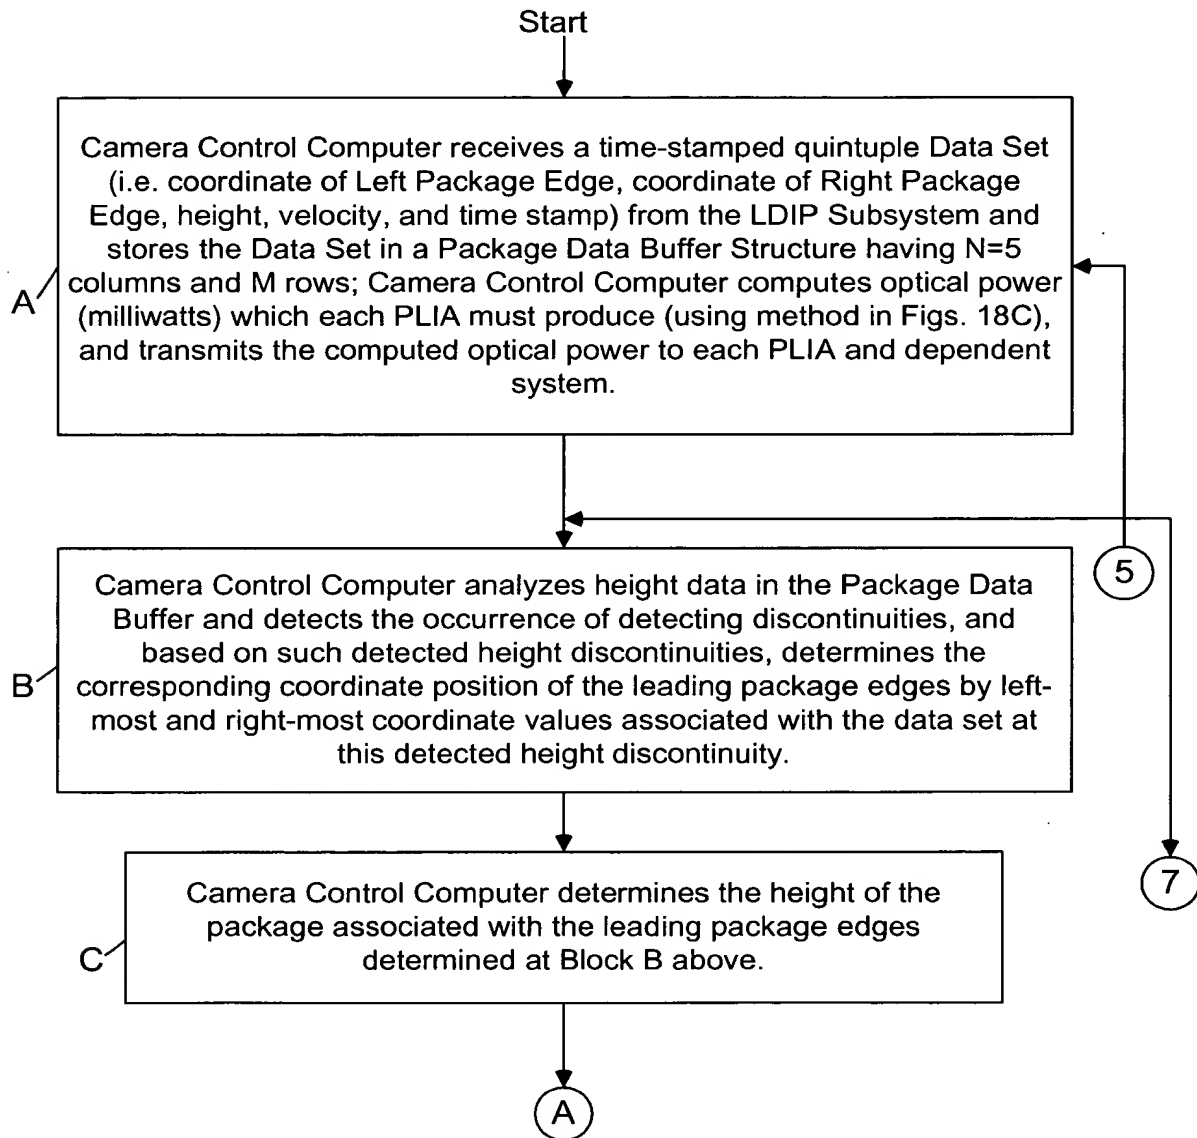 Start
Camera Control Computer receives a time-stamped quintuple Data Set
(i.e. coordinate of Left Package Edge, coordinate of Right Package
Edge, height, velocity, and time stamp) from the LDIP Subsystem and
stores the Data Set in a Package Data Buffer Structure having N=5
columns and M rows; Camera Control Computer computes optical power
(milliwatts) which each PLIA must produce (using method in Figs. 18C),
and transmits the computed optical power to each PLIA and dependent
system.
A
5
Camera Control Computer analyzes height data in the Package Data
Buffer and detects the occurrence of detecting discontinuities, and
based on such detected height discontinuities, determines the
corresponding coordinate position of the leading package edges by left-
most and right-most coordinate values associated with the data set at
this detected height discontinuity.
B
7
Camera Control Computer determines the height of the
package associated with the leading package edges
determined at Block B above.
C
A